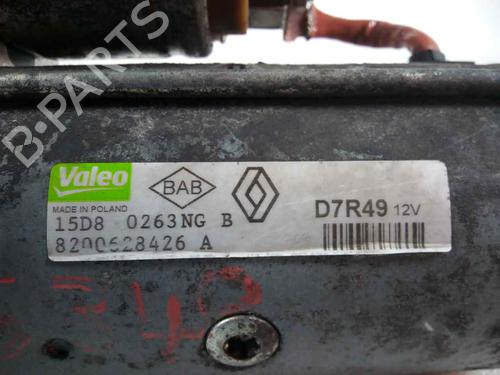 B-PARTS
Valeo
BAB
MADE IN POLAND
D7R49 12V
15D8 0263NG B
8200628426 A